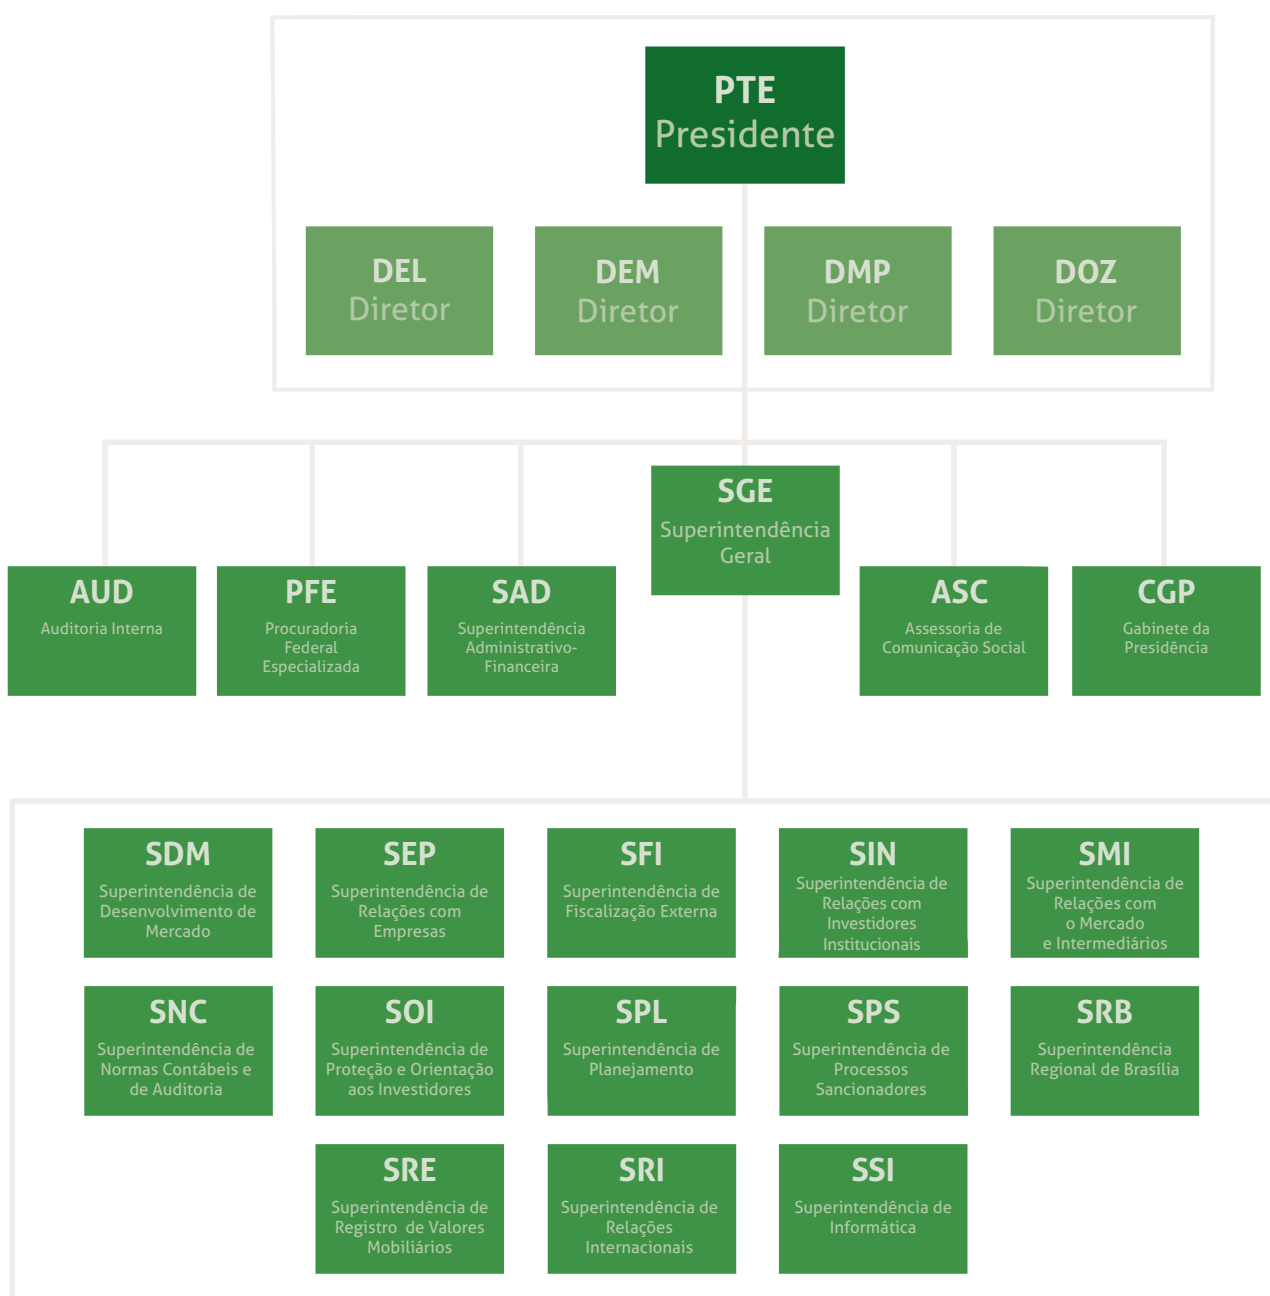 PTE
Presidente
DEL
Diretor
DEM
Diretor
DMP
Diretor
DOZ
Diretor
SGE
Superintendência
Geral
AUD
Auditoria Interna
PFE
Procuradoria
Federal
Especializada
SAD
Superintendência
Administrativo-
Financeira
ASC
Assessoria de
Comunicação Social
CGP
Gabinete da
Presidência
SDM
Superintendência de
Desenvolvimento de
Mercado
SEP
Superintendência de
Relações com
Empresas
SFI
Superintendência de
Fiscalização Externa
SIN
Superintendência de
Relações com
Investidores
Institucionais
SMI
Superintendência de
Relações com
o Mercado
e Intermediários
SNC
Superintendência de
Normas Contábeis e
de Auditoria
SOI
Superintendência de
Proteção e Orientação
aos Investidores
SPL
Superintendência de
Planejamento
SPS
Superintendência de
Processos
Sancionadores
SRB
Superintendência
Regional de Brasília
SRE
Superintendência de
Registro de Valores
Mobiliários
SRI
Superintendência de
Relações
Internacionais
SSI
Superintendência de
Informática